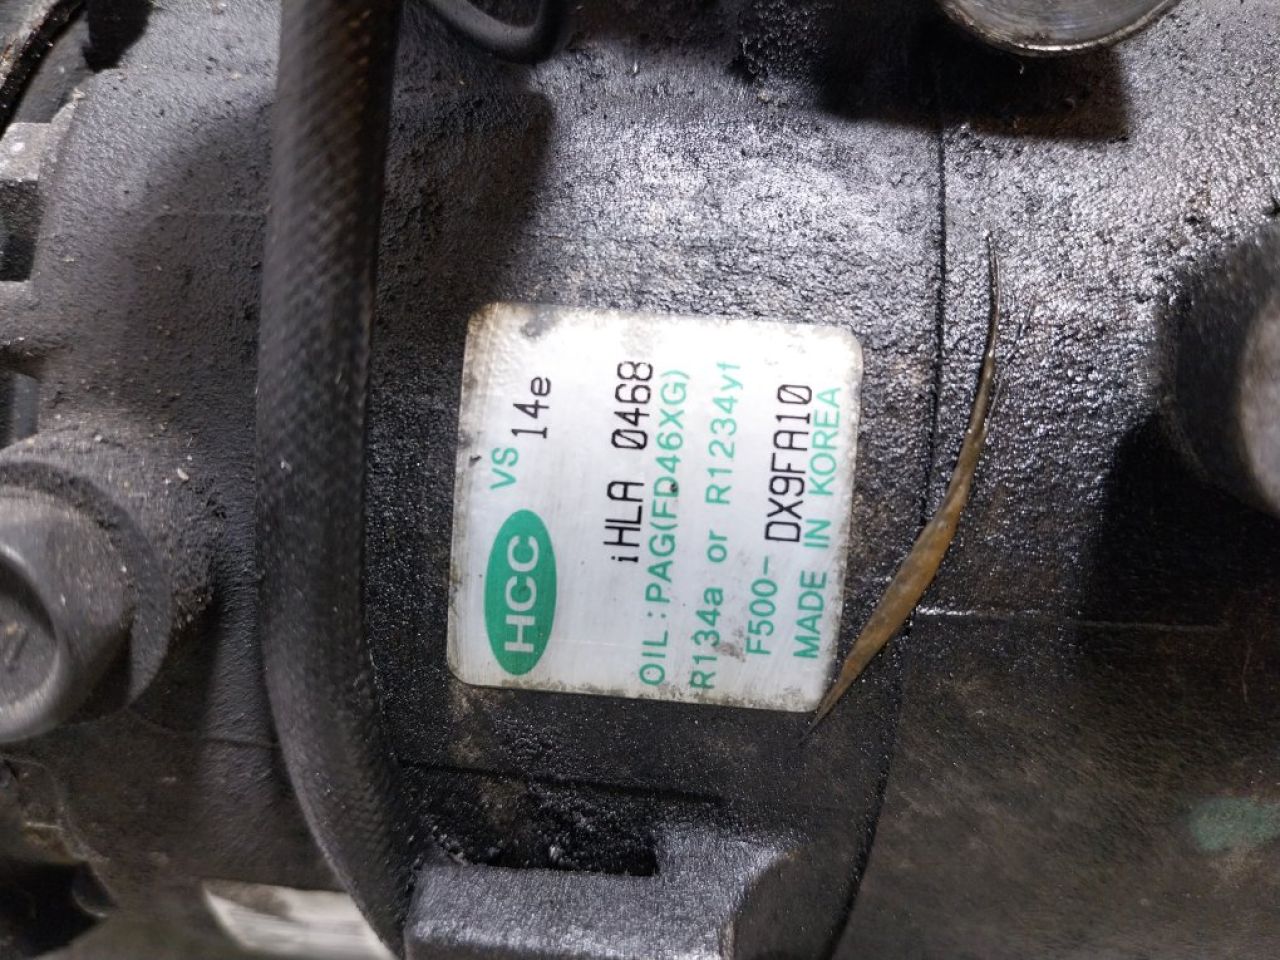 HCC VS 14e
iHLA 0468
OIL : PAG(FD46XG)
R134a or R1234yf
F500- DX9FA10
MADE IN KOREA